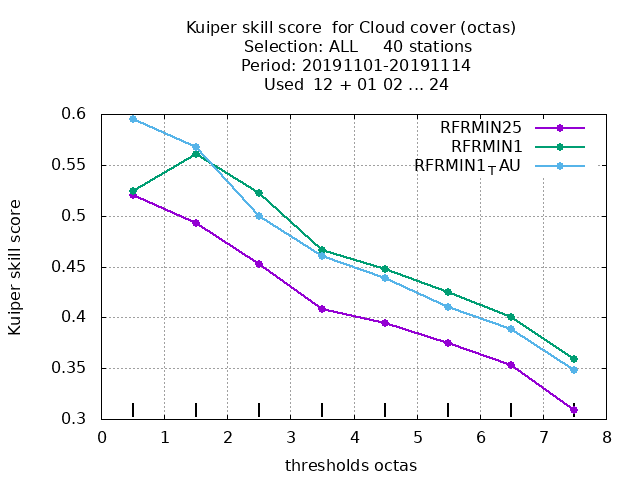 Kuiper skill score  for Cloud cover (octas)
Selection: ALL     40 stations
Period: 20191101-20191114
Used  12 + 01 02 ... 24
RFRMIN25
RFRMIN1
RFRMIN1TAU
0.6
0.55
0.5
0.45
0.4
0.35
0.3
Kuiper skill score
0 1 2 3 4 5 6 7 8
thresholds octas